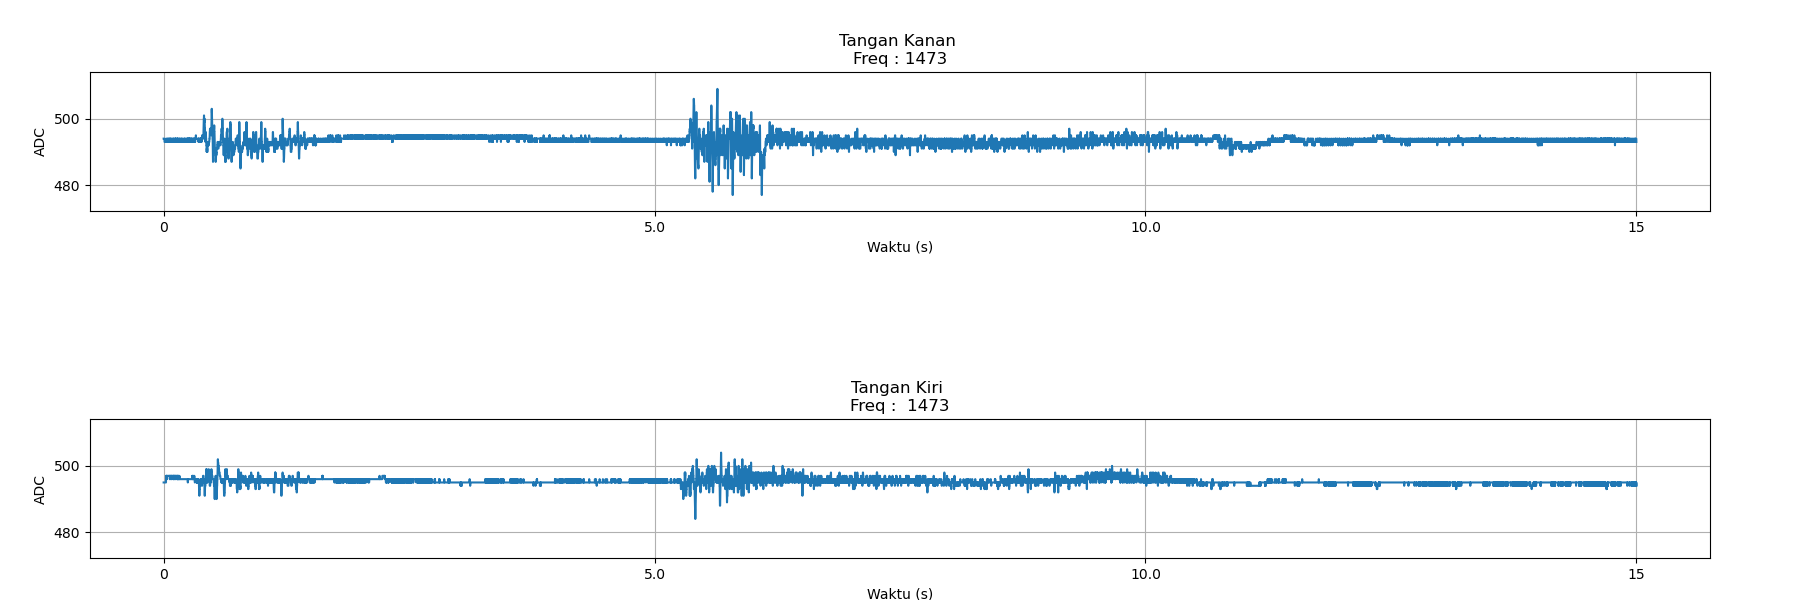 Tangan Kanan
Freq : 1473
500
480
ADC
0 5.0 10.0 15
Waktu (s)
Tangan Kiri
Freq :  1473
500
480
ADC
0 5.0 10.0 15
Waktu (s)